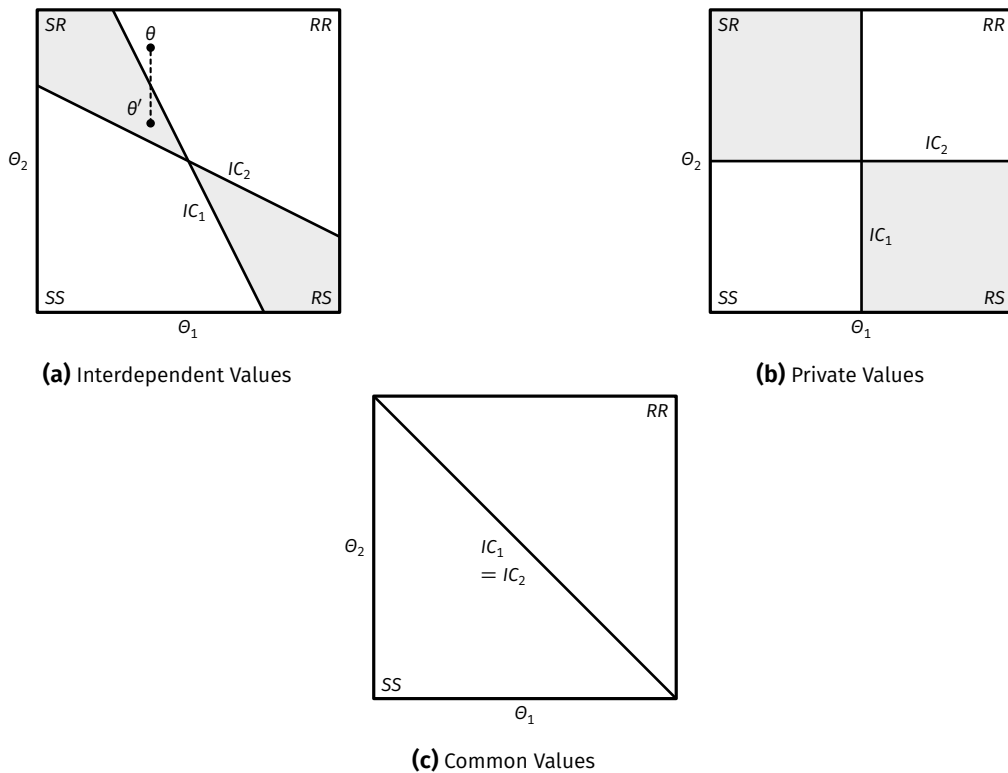 SR RR
θ
θ′
Θ₂
IC₂
IC₁
SS RS
Θ₁
(a) Interdependent Values
SR RR
IC₂
Θ₂
IC₁
SS RS
Θ₁
(b) Private Values
RR
Θ₂
IC₁
= IC₂
SS
Θ₁
(c) Common Values